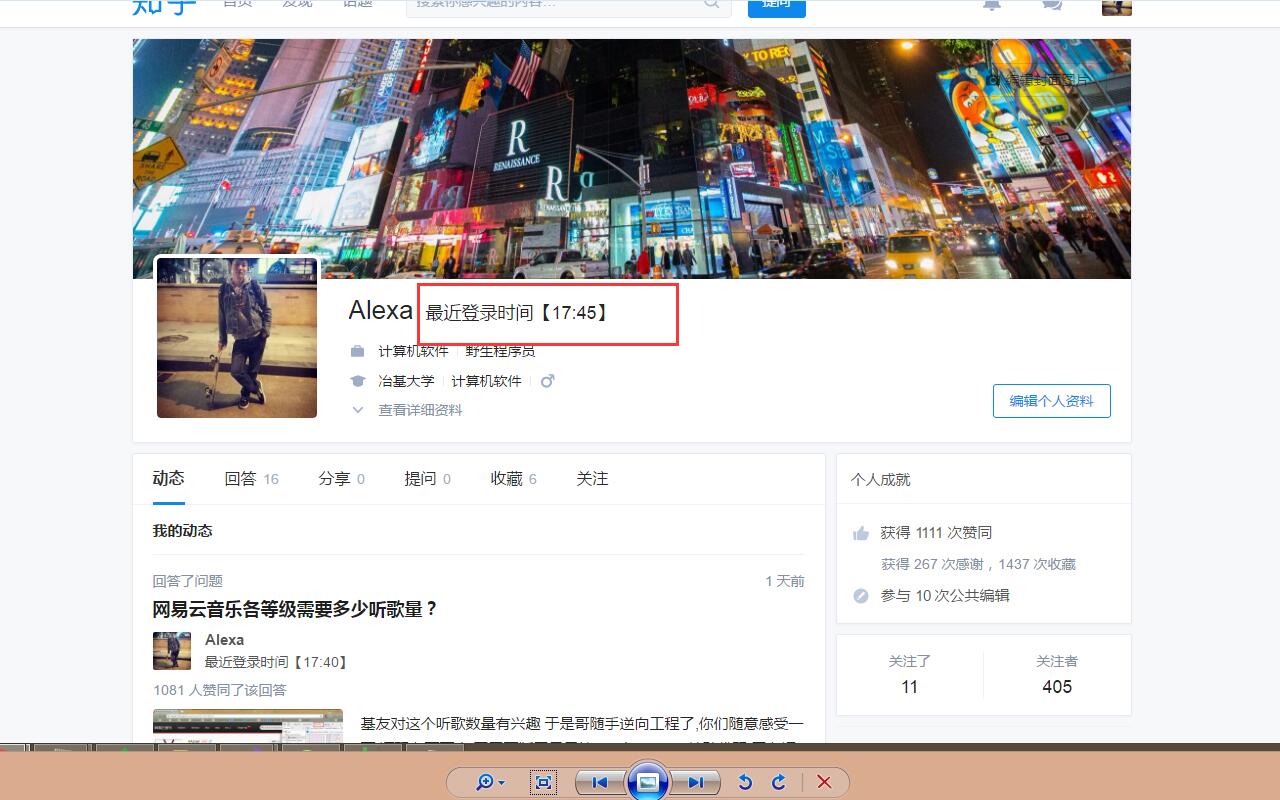 知乎 首页 发现 话题 搜索你感兴趣的内容... 提问
编辑封面图片
R
RENAISSANCE
R
SHARE THE ROAD
Alexa 最近登录时间【17:45】
计算机软件 野生程序员
冶基大学 计算机软件
查看详细资料
编辑个人资料
动态 回答 16 分享 0 提问 0 收藏 6 关注
我的动态
回答了问题 1 天前
网易云音乐各等级需要多少听歌量？
Alexa
最近登录时间【17:40】
1081 人赞同了该回答
基友对这个听歌数量有兴趣 于是哥随手逆向工程了,你们随意感受一
个人成就
获得 1111 次赞同
获得 267 次感谢，1437 次收藏
参与 10 次公共编辑
关注了 关注者
11 405